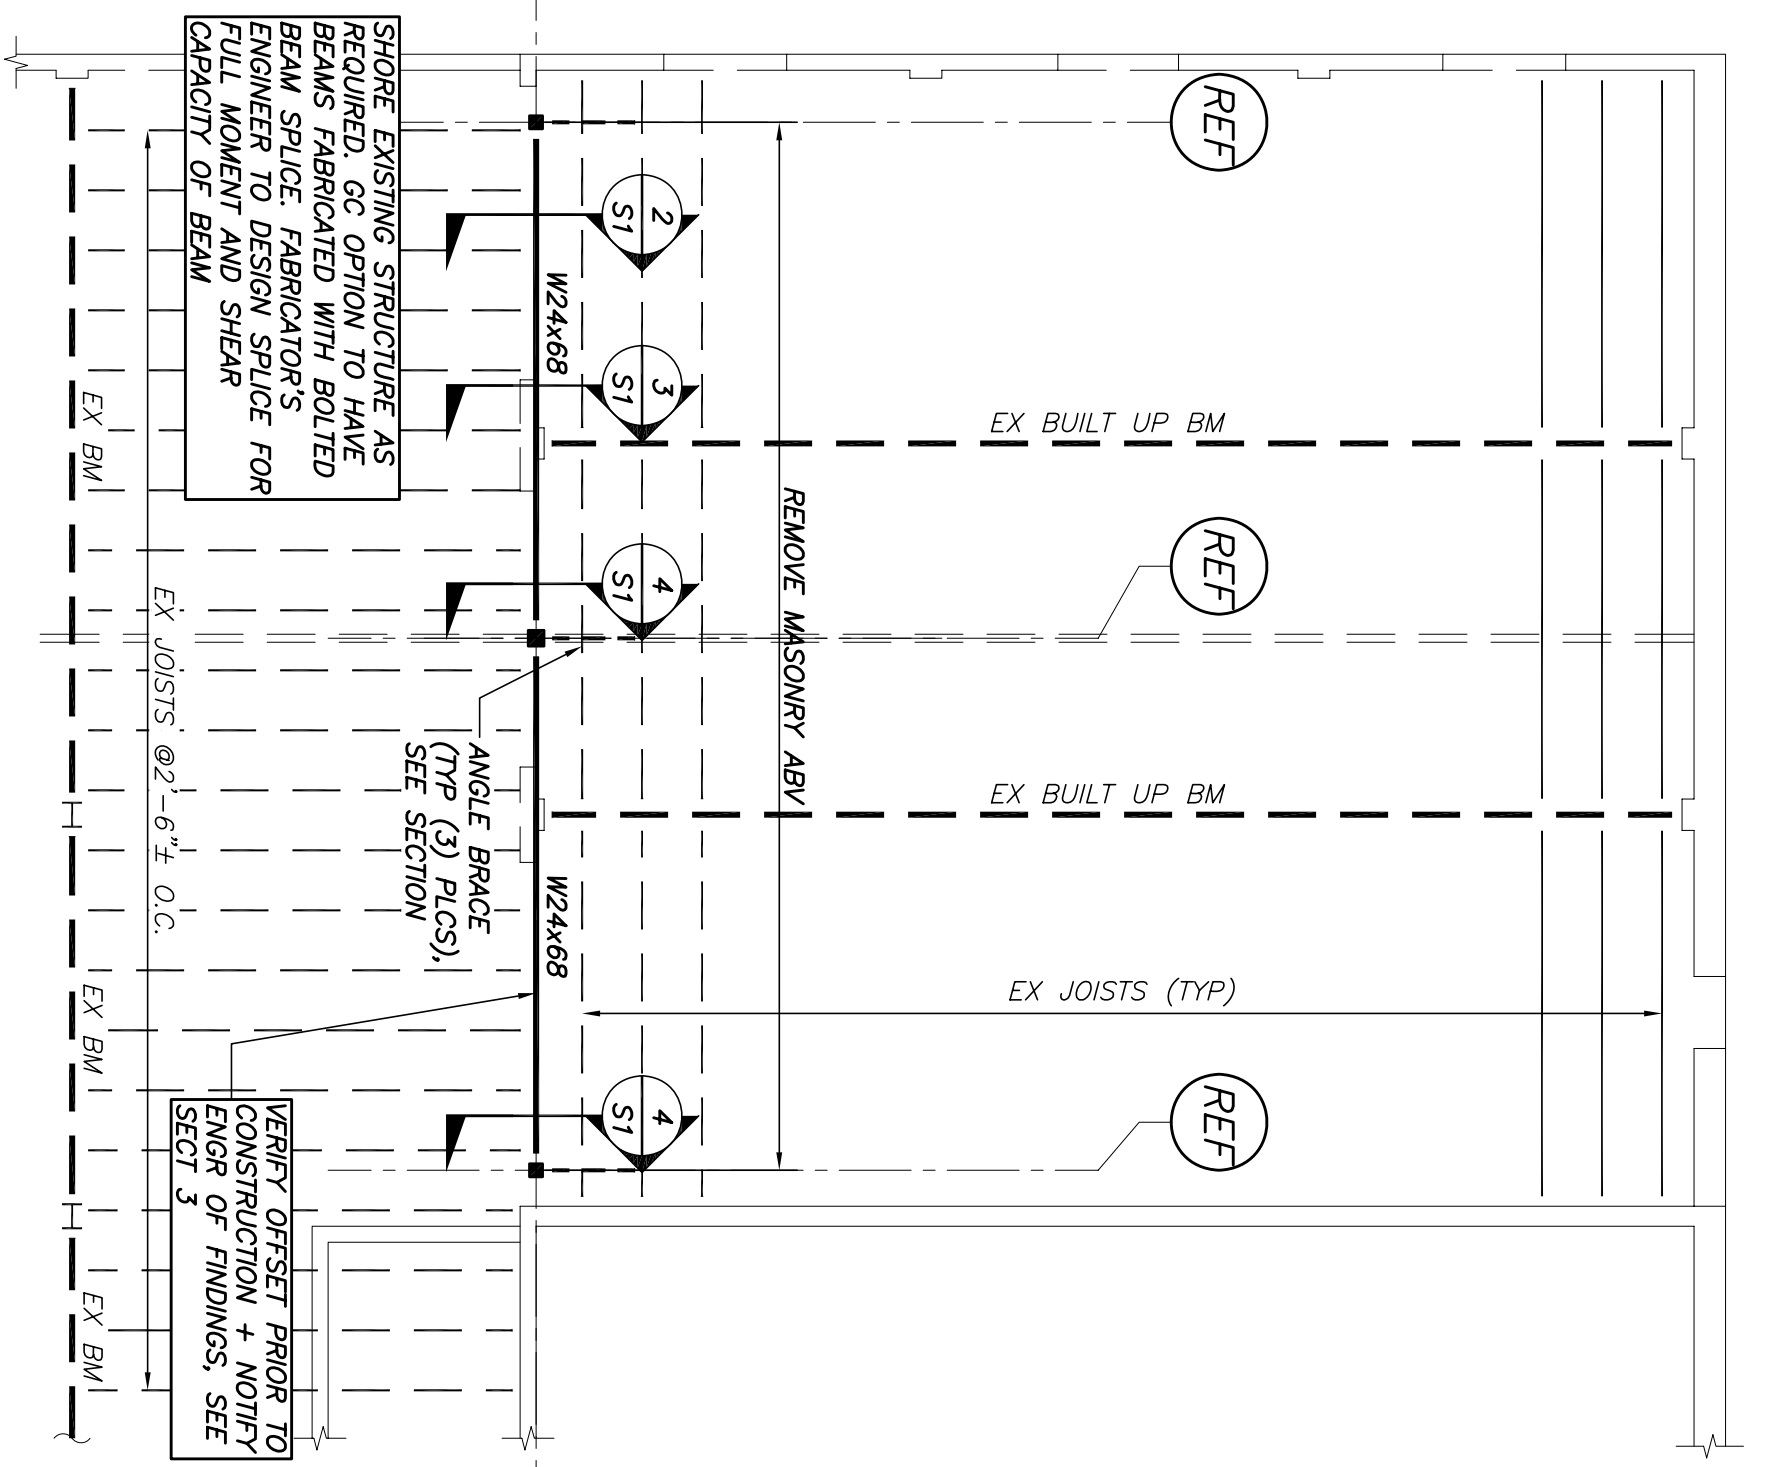 SHORE EXISTING STRUCTURE AS
REQUIRED. GC OPTION TO HAVE
BEAMS FABRICATED WITH BOLTED
BEAM SPLICE. FABRICATOR'S
ENGINEER TO DESIGN SPLICE FOR
FULL MOMENT AND SHEAR
CAPACITY OF BEAM
REF
REF
REF
2
S1
3
S1
4
S1
4
S1
W24x68
W24x68
EX BUILT UP BM
EX BUILT UP BM
REMOVE MASONRY ABV
EX JOISTS (TYP)
ANGLE BRACE
(TYP (3) PLCS),
SEE SECTION
EX JOISTS @2'-6"± O.C.
EX BM
EX BM
EX BM
VERIFY OFFSET PRIOR TO
CONSTRUCTION + NOTIFY
ENGR OF FINDINGS, SEE
SECT 3